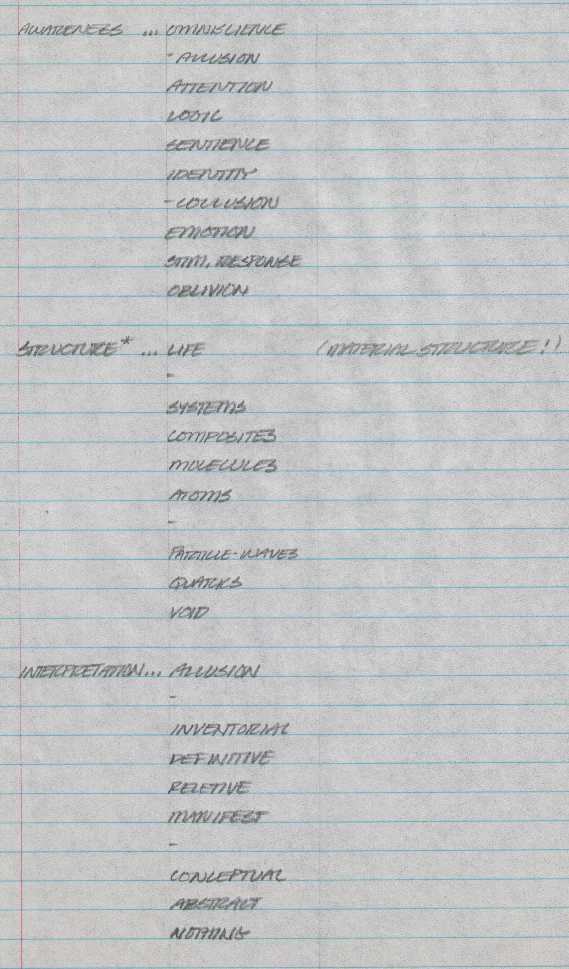 AWARENESS ... OMNISCIENCE
- ALLUSION
ATTENTION
LOGIC
SENTIENCE
IDENTITY
- COLLUSION
EMOTION
STIM. RESPONSE
OBLIVION
STRUCTURE* ... LIFE (MATERIAL STRUCTURE!)
-
SYSTEMS
COMPOSITES
MOLECULES
ATOMS
-
PARTICLE-WAVES
QUARKS
VOID
INTERPRETATION... ALLUSION
-
INVENTORIAL
DEFINITIVE
RELETIVE
MANIFEST
-
CONCEPTUAL
ABSTRACT
NOTHING